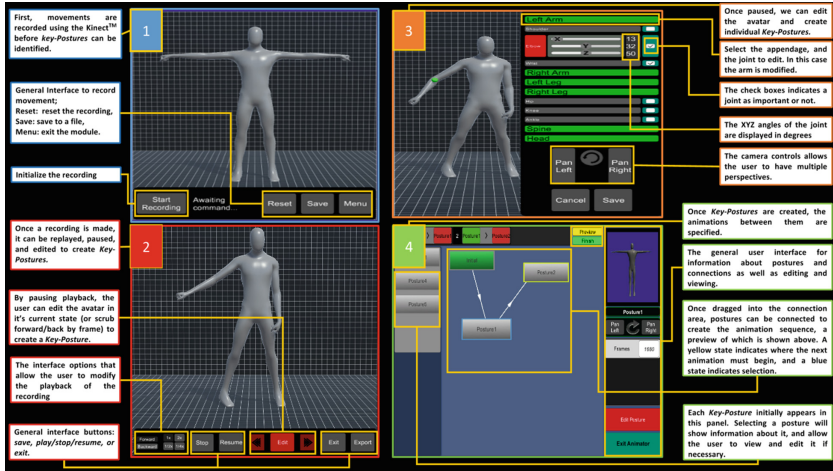 First, movements are
recorded using the Kinect™
before Key-Postures can be
identified.
General Interface to record
movement;
Reset: reset the recording,
Save: save to a file,
Menu: exit the module.
Initialize the recording
1
Start
Recording
Awaiting
command...
Reset
Save
Menu
Once a recording is made,
it can be replayed, paused,
and edited to create Key-
Postures.
By pausing playback, the
user can edit the avatar in
it's current state (or scrub
forward/back by frame) to
create a Key-Posture.
The interface options that
allow the user to modify
the playback of the
recording
General interface buttons:
save, play/stop/resume, or
exit.
2
Forward
1x
2x
Backward
1/2x
1/4x
Stop
Resume
Edit
Exit
Export
3
Left Arm
Shoulder
Elbow
X
13
Y
32
Z
50
Wrist
Right Arm
Left Leg
Right Leg
Hip
Knee
Ankle
Spine
Head
Pan
Left
Pan
Right
Cancel
Save
Once paused, we can edit
the avatar and create
individual Key-Postures.
Select the appendage, and
the joint to edit. In this case
the arm is modified.
The check boxes indicates a
joint as important or not.
The XYZ angles of the joint
are displayed in degrees
The camera controls allows
the user to have multiple
perspectives.
4
Posture1
2
Posture1
Posture2
Preview
Finish
Posture4
Posture5
Initial
Posture2
Posture1
Posture1
Pan
Left
Pan
Right
Frames
Edit Posture
Exit Animator
Once Key-Postures are created, the
animations between them are
specified.
The general user interface for
information about postures and
connections as well as editing and
viewing.
Once dragged into the connection
area, postures can be connected to
create the animation sequence, a
preview of which is shown above. A
yellow state indicates where the next
animation must begin, and a blue
state indicates selection.
Each Key-Posture initially appears in
this panel. Selecting a posture will
show information about it, and allow
the user to view and edit it if
necessary.